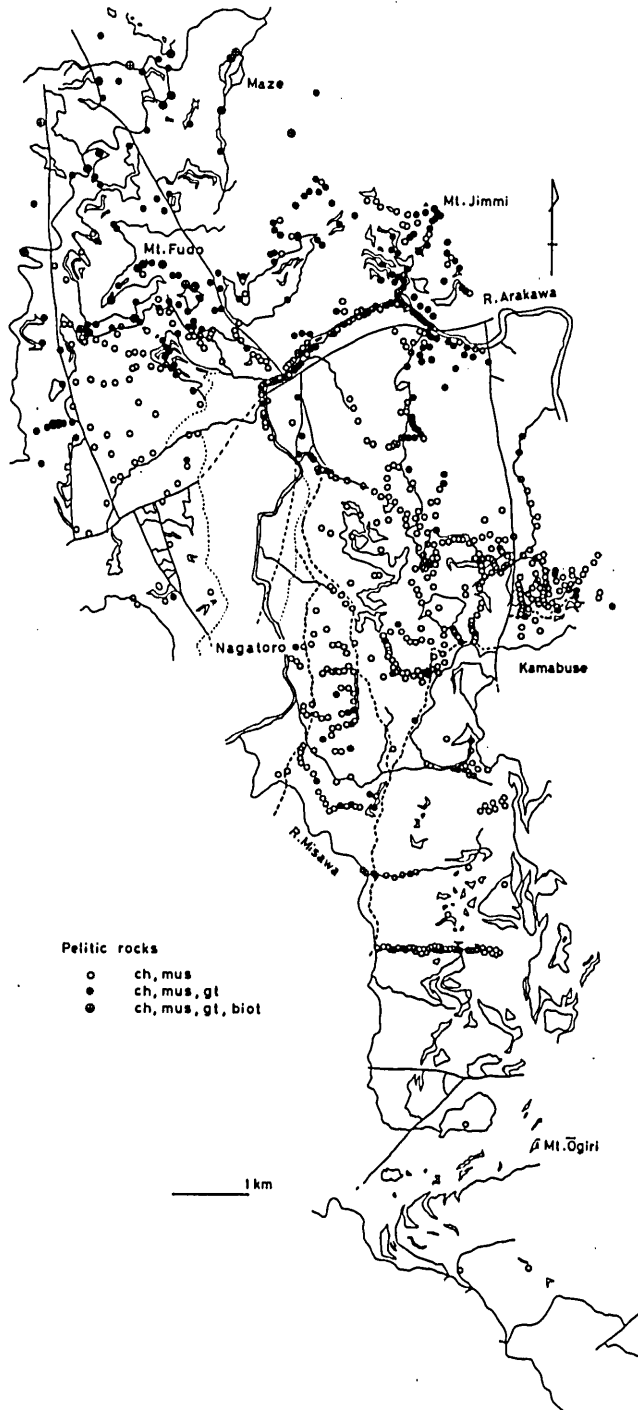 Maze
Mt. Jimmi
Mt. Fudo
R. Arakawa
Nagatoro
Kamabuse
R. Misawa
Pelitic rocks
ch, mus
ch, mus, gt
ch, mus, gt, biot
Mt. Ōgiri
1 km